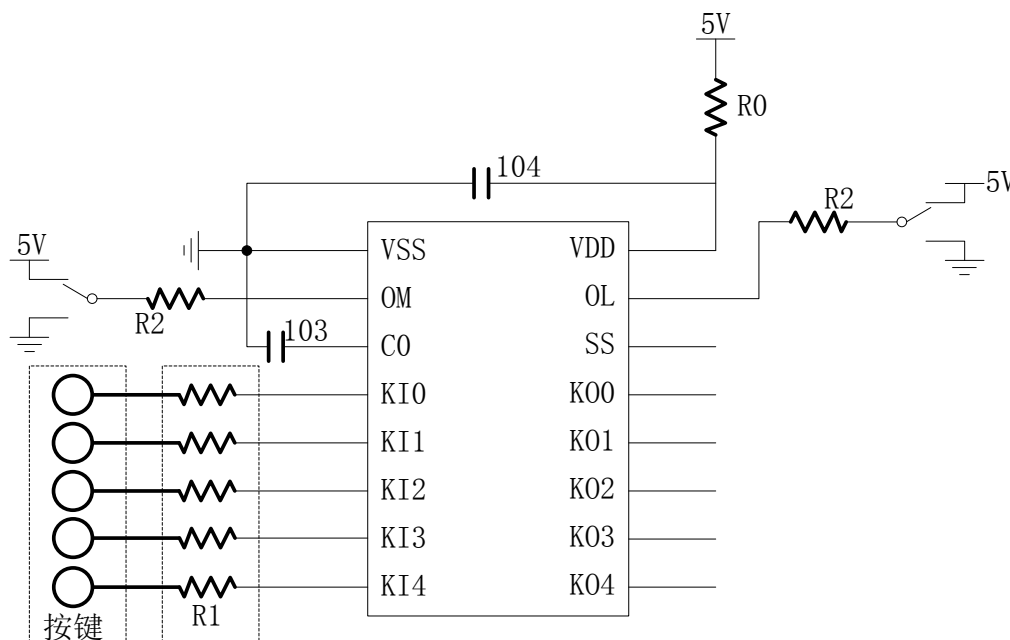 5V
R0
104
5V
R2
VSS
VDD
5V
OM
OL
R2
103
CO
SS
KI0
KO0
KI1
KO1
KI2
KO2
KI3
KO3
KI4
KO4
R1
按键